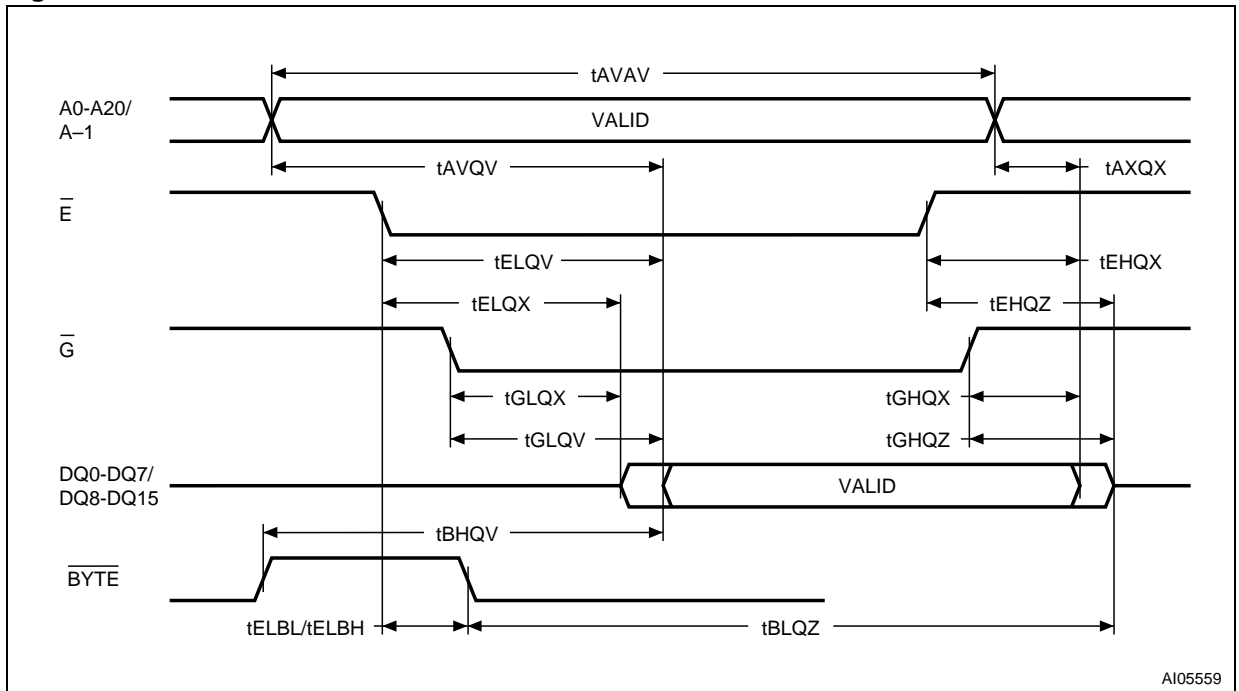 tAVAV
A0-A20/
A–1
VALID
tAVQV
tAXQX
E̅
tELQV
tEHQX
tELQX
tEHQZ
G̅
tGLQX
tGHQX
tGLQV
tGHQZ
DQ0-DQ7/
DQ8-DQ15
VALID
tBHQV
B̅Y̅T̅E̅
tELBL/tELBH
tBLQZ
AI05559